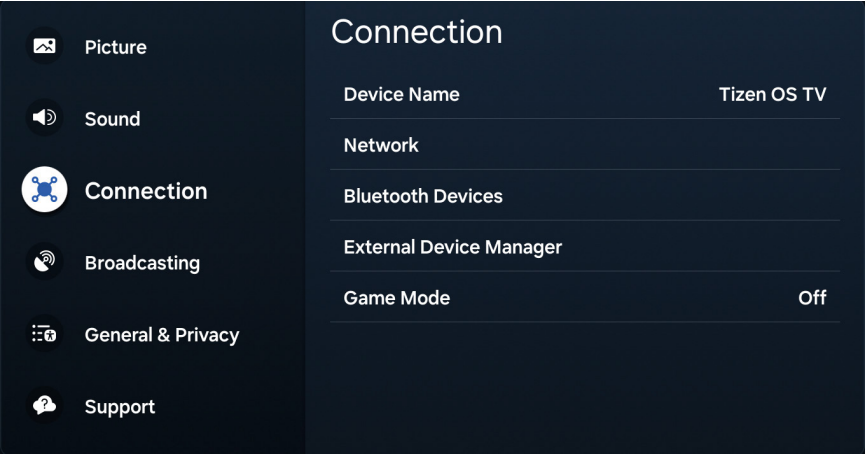 Picture
Sound
Connection
Broadcasting
General & Privacy
Support
Connection
Device Name Tizen OS TV
Network
Bluetooth Devices
External Device Manager
Game Mode Off